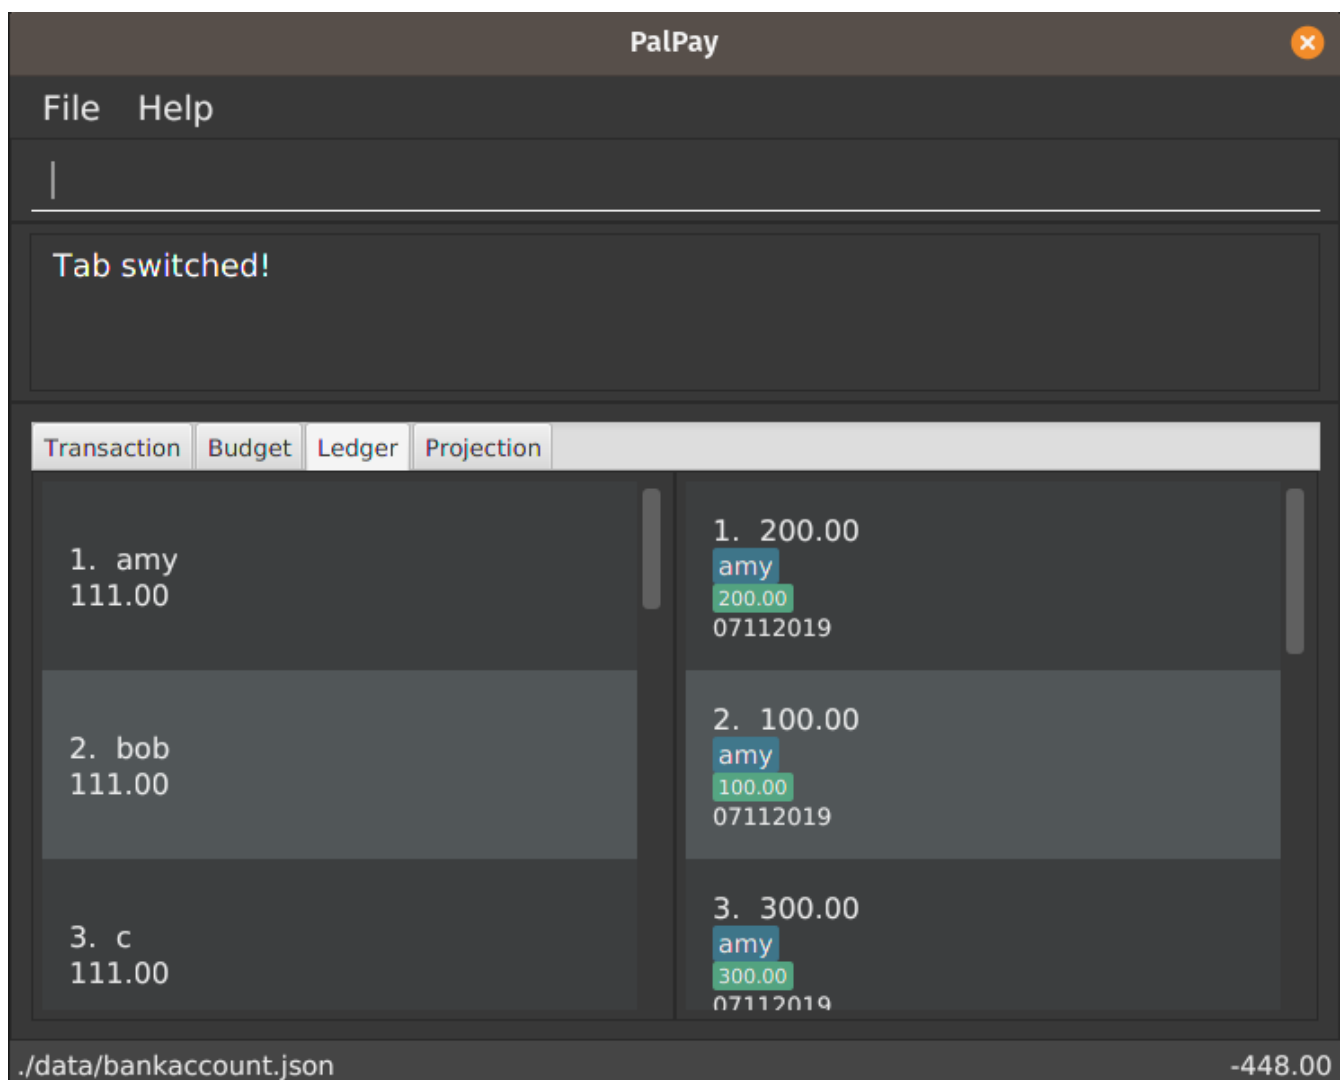 PalPay
File Help
Tab switched!
Transaction Budget Ledger Projection
1. amy
111.00
2. bob
111.00
3. c
111.00
1. 200.00
amy
200.00
07112019
2. 100.00
amy
100.00
07112019
3. 300.00
amy
300.00
07112019
./data/bankaccount.json -448.00